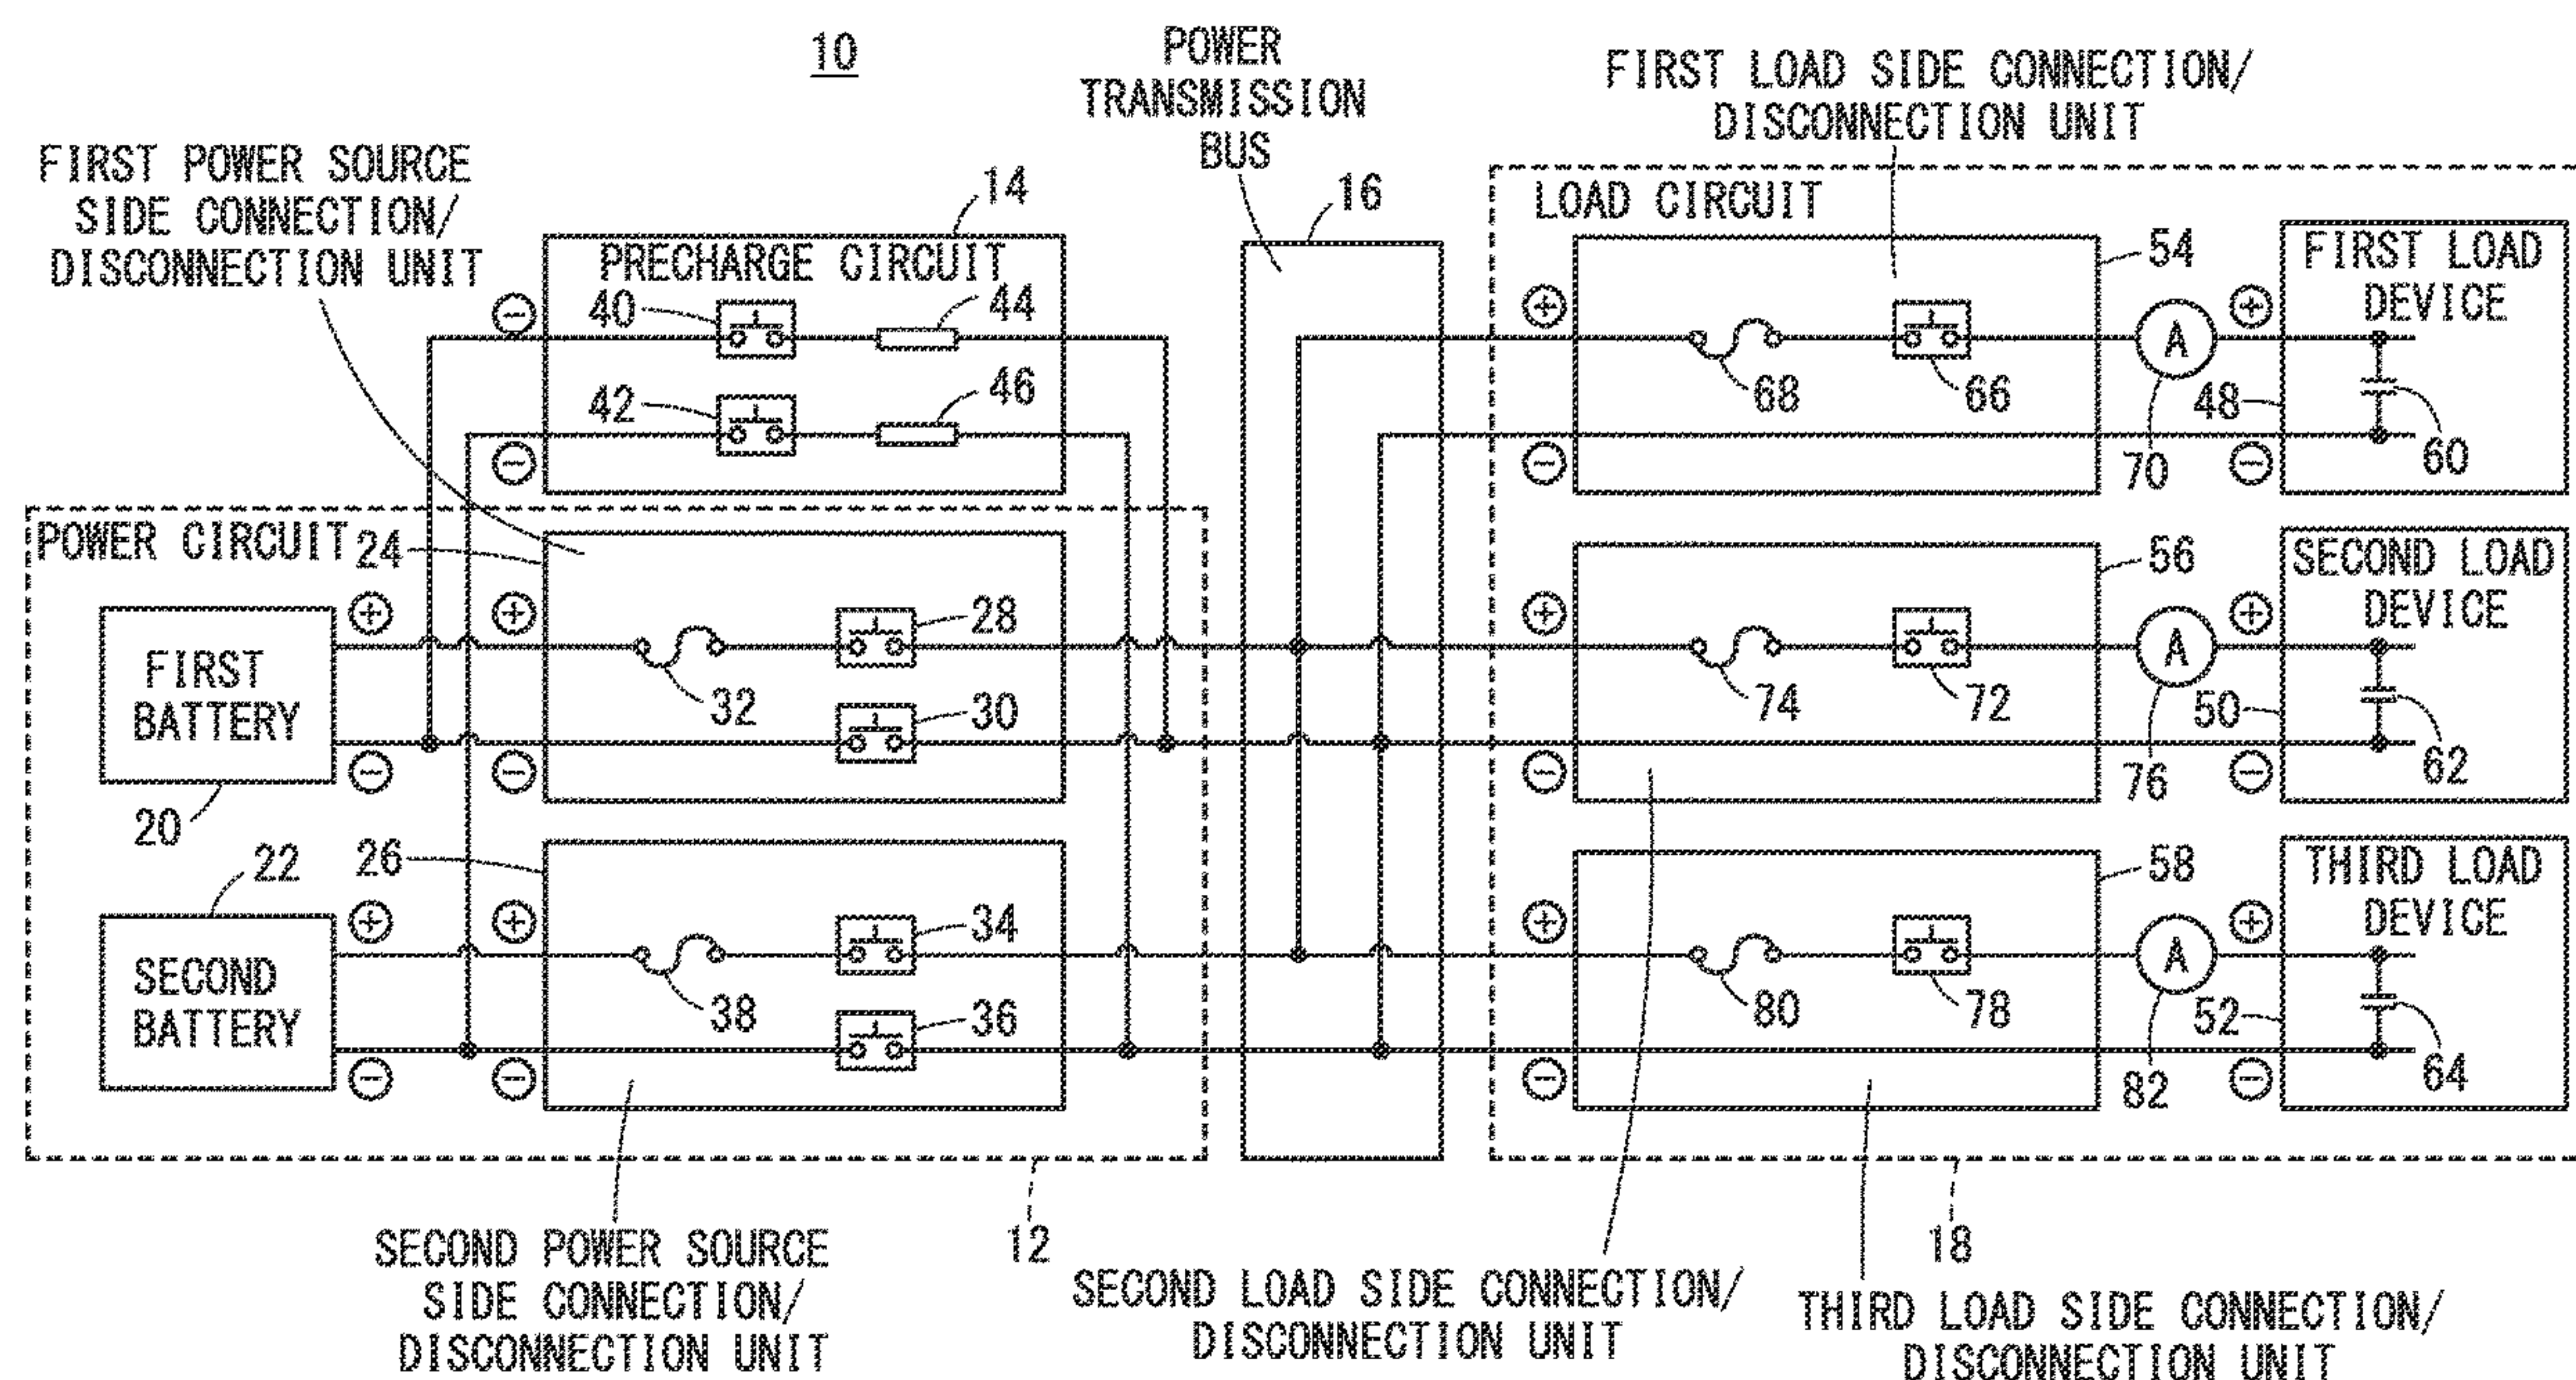 10
POWER
TRANSMISSION
BUS
FIRST LOAD SIDE CONNECTION/
DISCONNECTION UNIT
FIRST POWER SOURCE
SIDE CONNECTION/
DISCONNECTION UNIT
14
16
LOAD CIRCUIT
PRECHARGE CIRCUIT
40
44
42
46
54
FIRST LOAD
DEVICE
68
66
A
70
48
60
POWER CIRCUIT
24
FIRST
BATTERY
20
32
28
30
56
SECOND LOAD
DEVICE
74
72
A
76
50
62
22
26
SECOND
BATTERY
38
34
36
58
THIRD LOAD
DEVICE
80
78
A
82
52
64
12
18
SECOND POWER SOURCE
SIDE CONNECTION/
DISCONNECTION UNIT
SECOND LOAD SIDE CONNECTION/
DISCONNECTION UNIT
THIRD LOAD SIDE CONNECTION/
DISCONNECTION UNIT